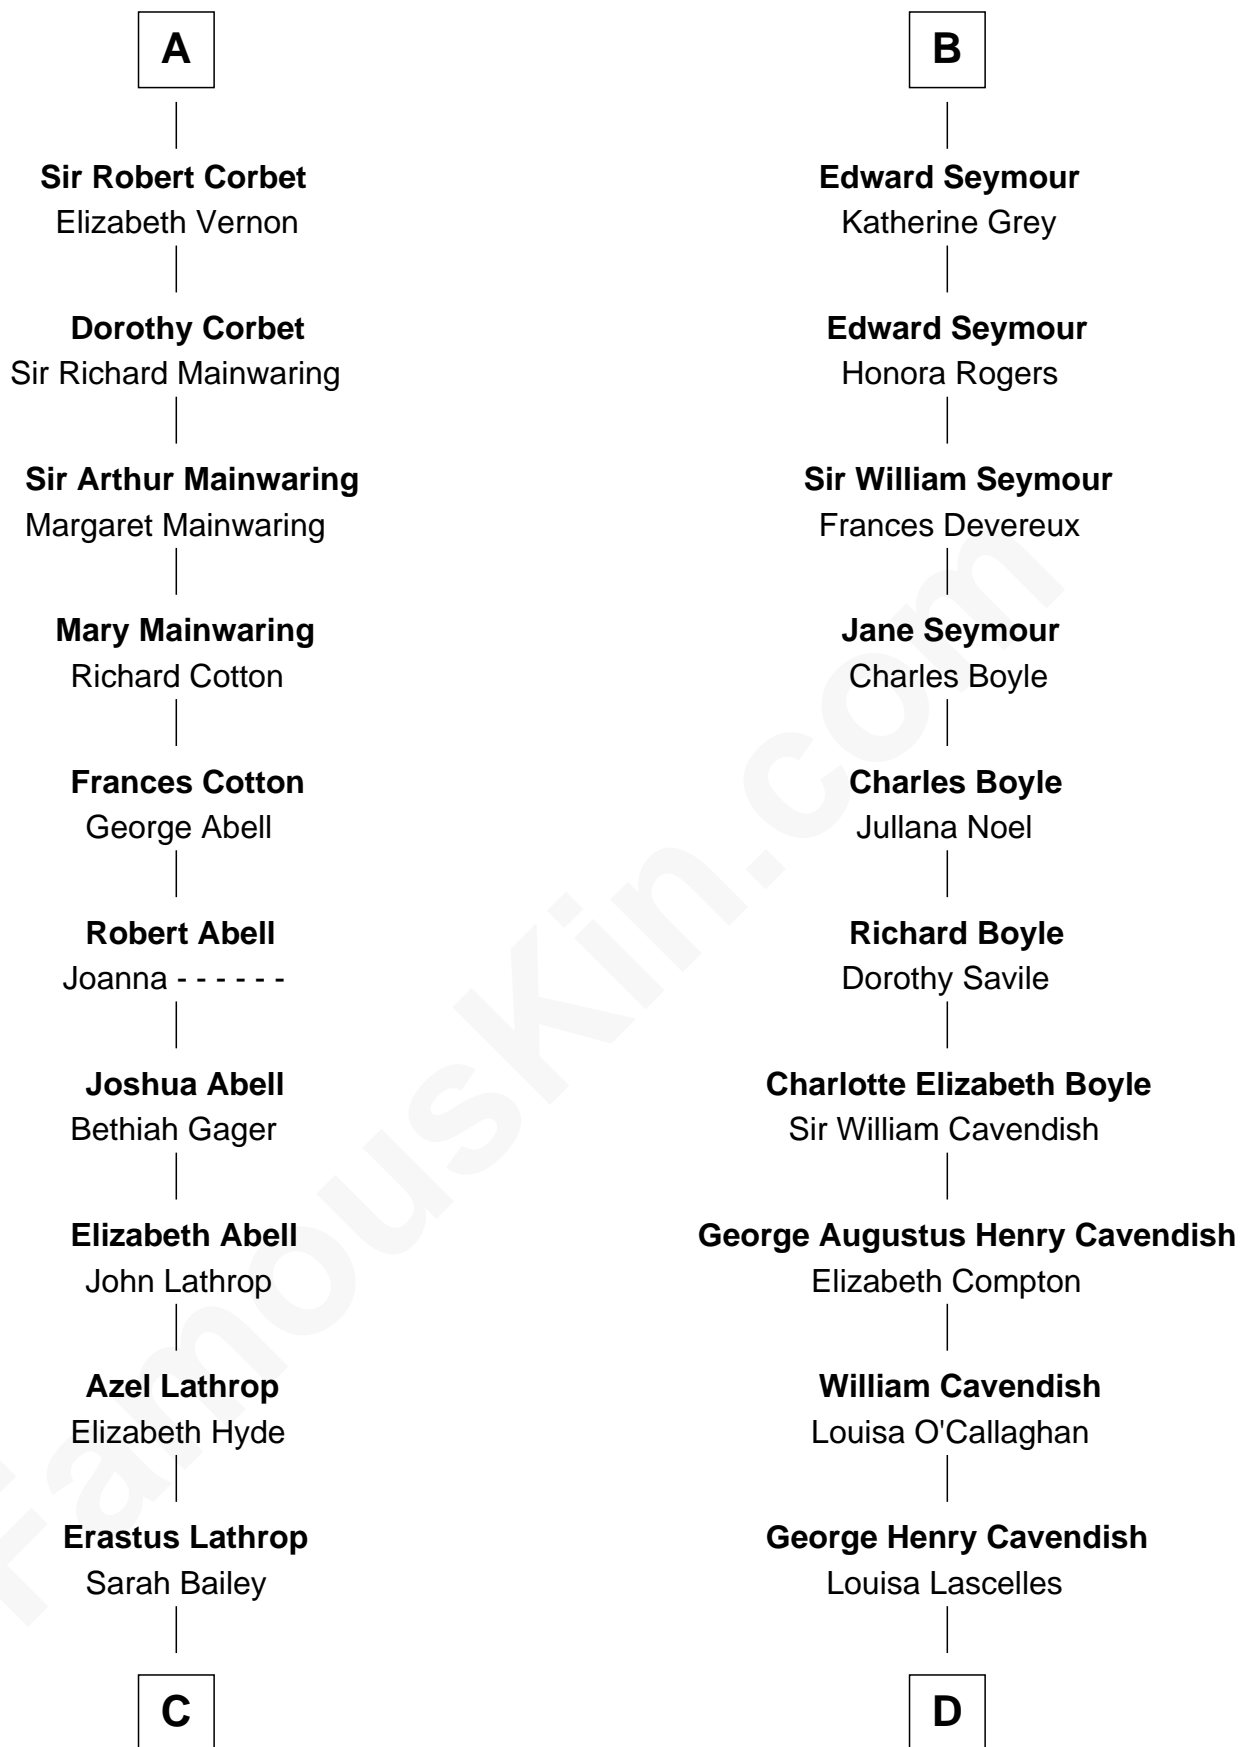 A
Sir Robert Corbet
Elizabeth Vernon
Dorothy Corbet
Sir Richard Mainwaring
Sir Arthur Mainwaring
Margaret Mainwaring
Mary Mainwaring
Richard Cotton
Frances Cotton
George Abell
Robert Abell
Joanna - - - - - -
Joshua Abell
Bethiah Gager
Elizabeth Abell
John Lathrop
Azel Lathrop
Elizabeth Hyde
Erastus Lathrop
Sarah Bailey
C
B
Edward Seymour
Katherine Grey
Edward Seymour
Honora Rogers
Sir William Seymour
Frances Devereux
Jane Seymour
Charles Boyle
Charles Boyle
Jullana Noel
Richard Boyle
Dorothy Savile
Charlotte Elizabeth Boyle
Sir William Cavendish
George Augustus Henry Cavendish
Elizabeth Compton
William Cavendish
Louisa O'Callaghan
George Henry Cavendish
Louisa Lascelles
D
FamousKin.com